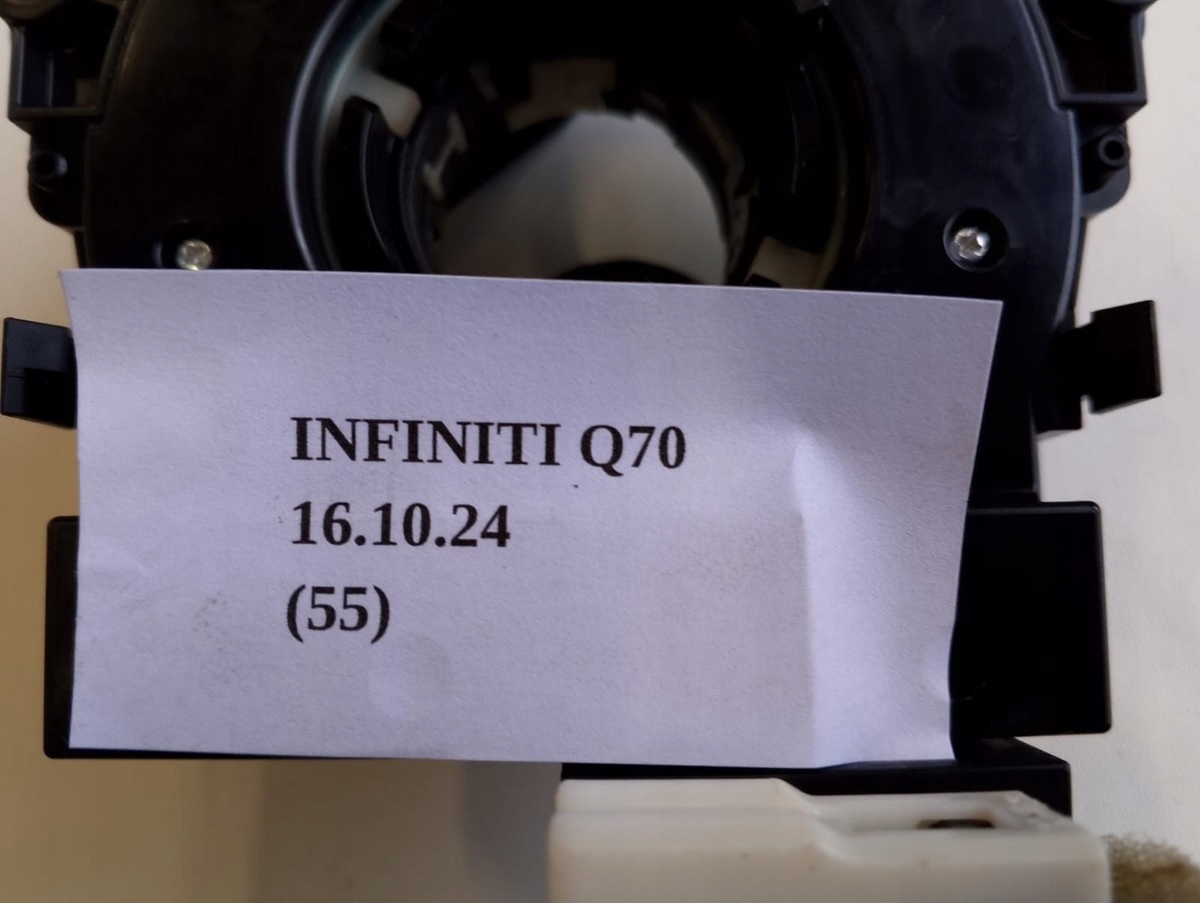 INFINITI Q70
16.10.24
(55)